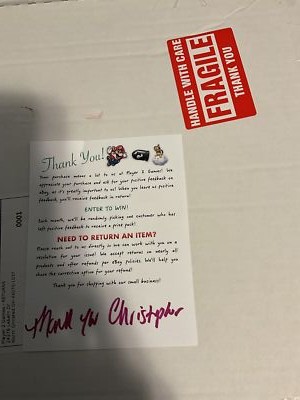 HANDLE WITH CARE
FRAGILE
THANK YOU
Thank You!
Your purchase means a lot to us at Player 2 Games! We
appreciate your purchase and ask for your positive feedback on
eBay, as it's greatly important to us! When you leave us positive
feedback, you'll receive feedback in return!
ENTER TO WIN!
Each month, we'll be randomly picking one customer who has
left positive feedback to receive a prize pack!
NEED TO RETURN AN ITEM?
Please reach out to us directly so we can work with you on a
resolution for your issue! We accept returns on nearly all
products and offer refunds per eBay policies. We'll help you
share the corrective option for your refund!
Thank you for shopping with our small business!
Thank you Christopher
1000